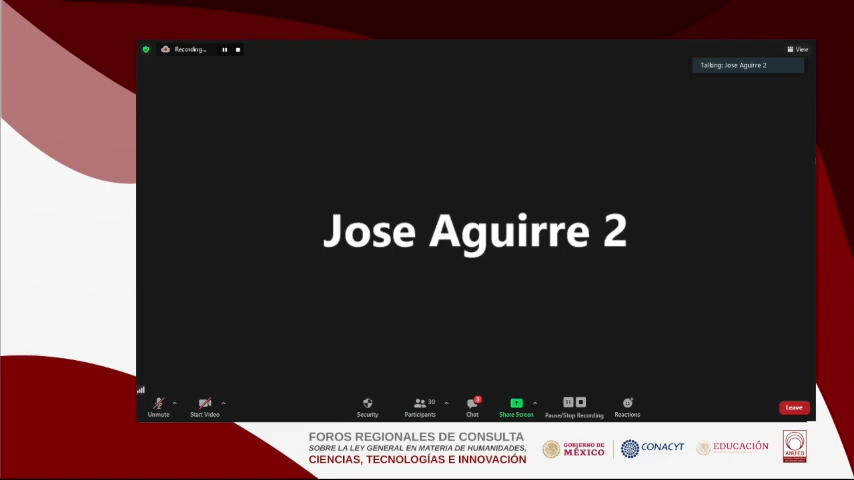 Recording...
View
Talking: Jose Aguirre 2
Jose Aguirre 2
Unmute
Start Video
Security
30
Participants
3
Chat
Share Screen
Pause/Stop Recording
Reactions
Leave
FOROS REGIONALES DE CONSULTA
SOBRE LA LEY GENERAL EN MATERIA DE HUMANIDADES,
CIENCIAS, TECNOLOGÍAS E INNOVACIÓN
GOBIERNO DE
MÉXICO
CONACYT
EDUCACIÓN